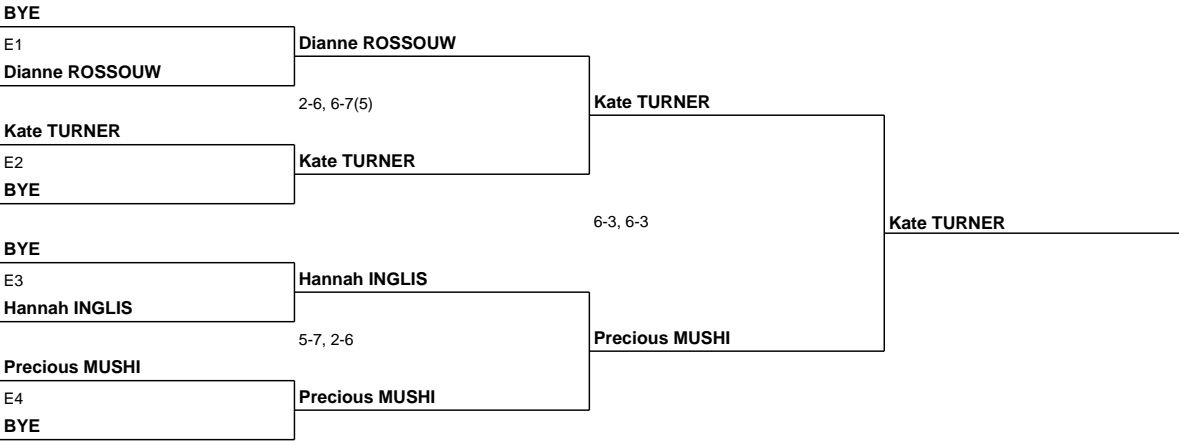 BYE
E1
Dianne ROSSOUW
Dianne ROSSOUW
2-6, 6-7(5)
Kate TURNER
Kate TURNER
E2
BYE
Kate TURNER
6-3, 6-3
Kate TURNER
BYE
E3
Hannah INGLIS
Hannah INGLIS
5-7, 2-6
Precious MUSHI
Precious MUSHI
E4
BYE
Precious MUSHI